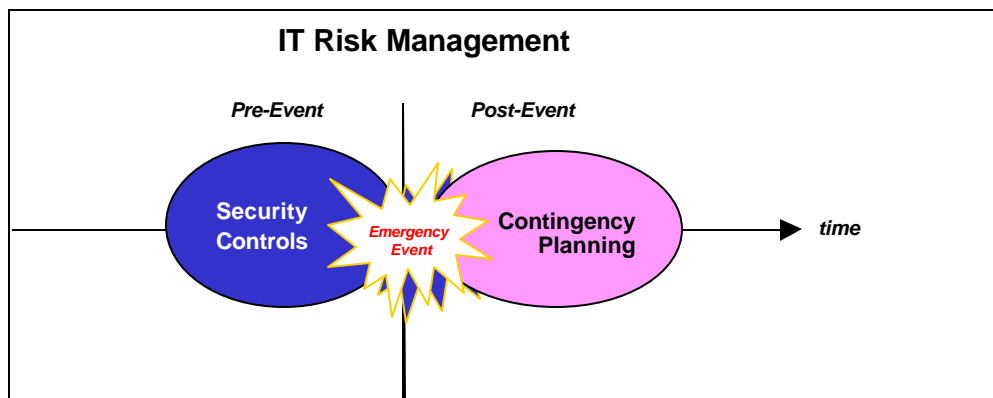 IT Risk Management
Pre-Event
Post-Event
Security
Controls
Emergency
Event
Contingency
Planning
time